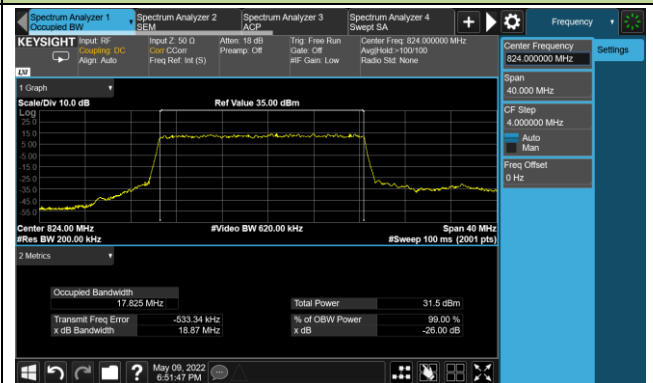 Spectrum Analyzer 1
Occupied BW
Spectrum Analyzer 2
SEM
Spectrum Analyzer 3
ACP
Spectrum Analyzer 4
Swept SA
Frequency
KEYSIGHT
Input: RF
Coupling: DC
Align: Auto
Input Z: 50 Ω
Corr CCorr
Freq Ref: Int (S)
Atten: 18 dB
Preamp: Off
Trig: Free Run
Gate: Off
#IF Gain: Low
Center Freq: 824.000000 MHz
Avg|Hold:>100/100
Radio Std: None
LXI
Center Frequency
824.000000 MHz
Settings
Span
40.000 MHz
CF Step
4.000000 MHz
Auto
Man
Freq Offset
0 Hz
1 Graph
Scale/Div 10.0 dB
Ref Value 35.00 dBm
Log
25.0
15.0
5.00
-5.00
-15.0
-25.0
-35.0
-45.0
-55.0
Center 824.00 MHz
#Video BW 620.00 kHz
Span 40 MHz
#Res BW 200.00 kHz
#Sweep 100 ms (2001 pts)
2 Metrics
Occupied Bandwidth
17.825 MHz
Total Power
31.5 dBm
Transmit Freq Error
-533.34 kHz
% of OBW Power
99.00 %
x dB Bandwidth
18.87 MHz
x dB
-26.00 dB
?
May 09, 2022
6:51:47 PM